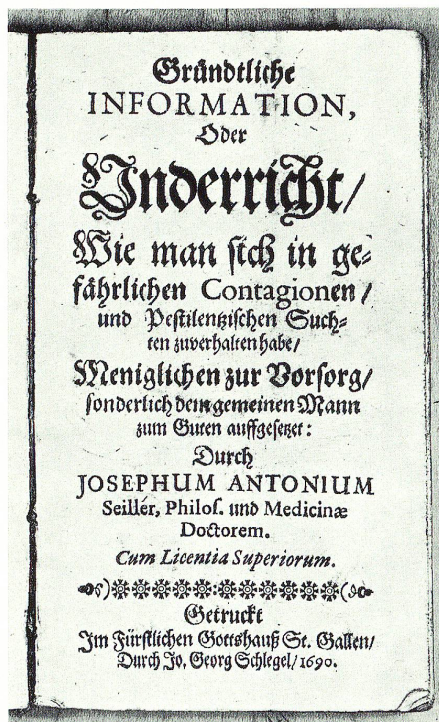 Gründtliche
INFORMATION,
Oder
Underricht/
Wie man sich in ge-
fährlichen Contagionen/
und Pestilentzischen Such-
ten zuverhalten habe/
Meniglichen zur Vorsorg/
sonderlich dem gemeinen Mann
zum Guten auffgesetzet:
Durch
JOSEPHUM ANTONIUM
Seiller, Philos. und Medicinæ
Doctorem.
Cum Licentia Superiorum.
Getruckt
Im Fürstlichen Gottshauß St. Gallen/
Durch Jo. Georg Schlegel/ 1690.